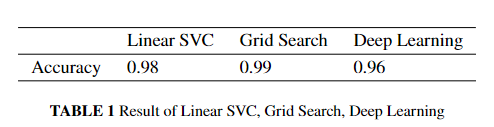 Linear SVC Grid Search Deep Learning
Accuracy 0.98 0.99 0.96
TABLE 1 Result of Linear SVC, Grid Search, Deep Learning